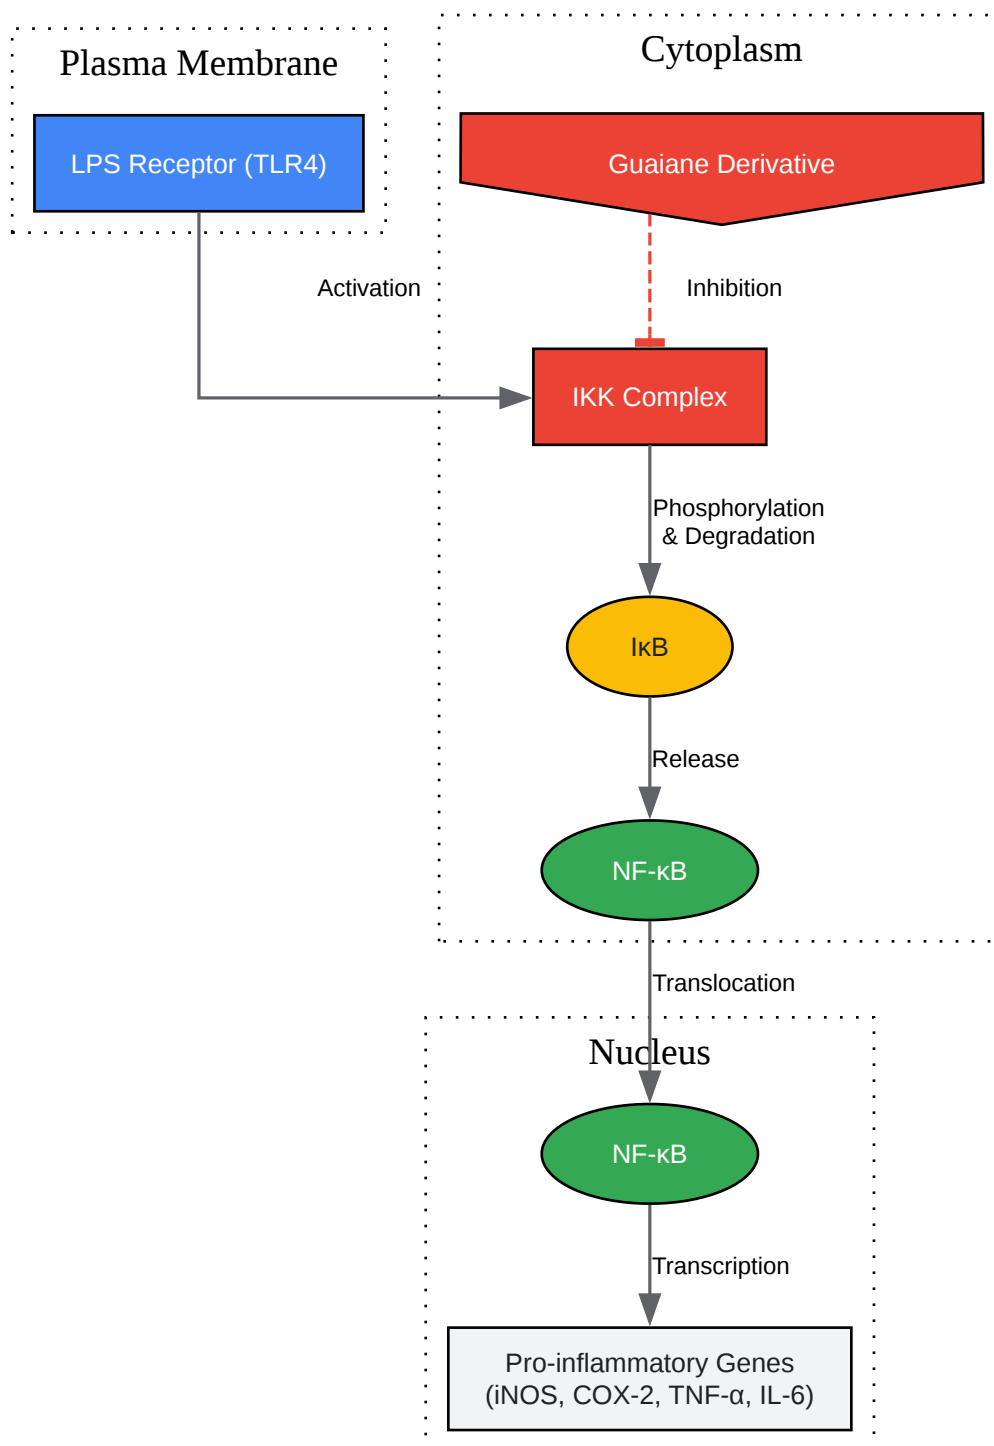 Plasma Membrane
Cytoplasm
LPS Receptor (TLR4)
Guaiane Derivative
Activation
Inhibition
IKK Complex
Phosphorylation
& Degradation
IκB
Release
NF-κB
Translocation
Nucleus
NF-κB
Transcription
Pro-inflammatory Genes
(iNOS, COX-2, TNF-α, IL-6)